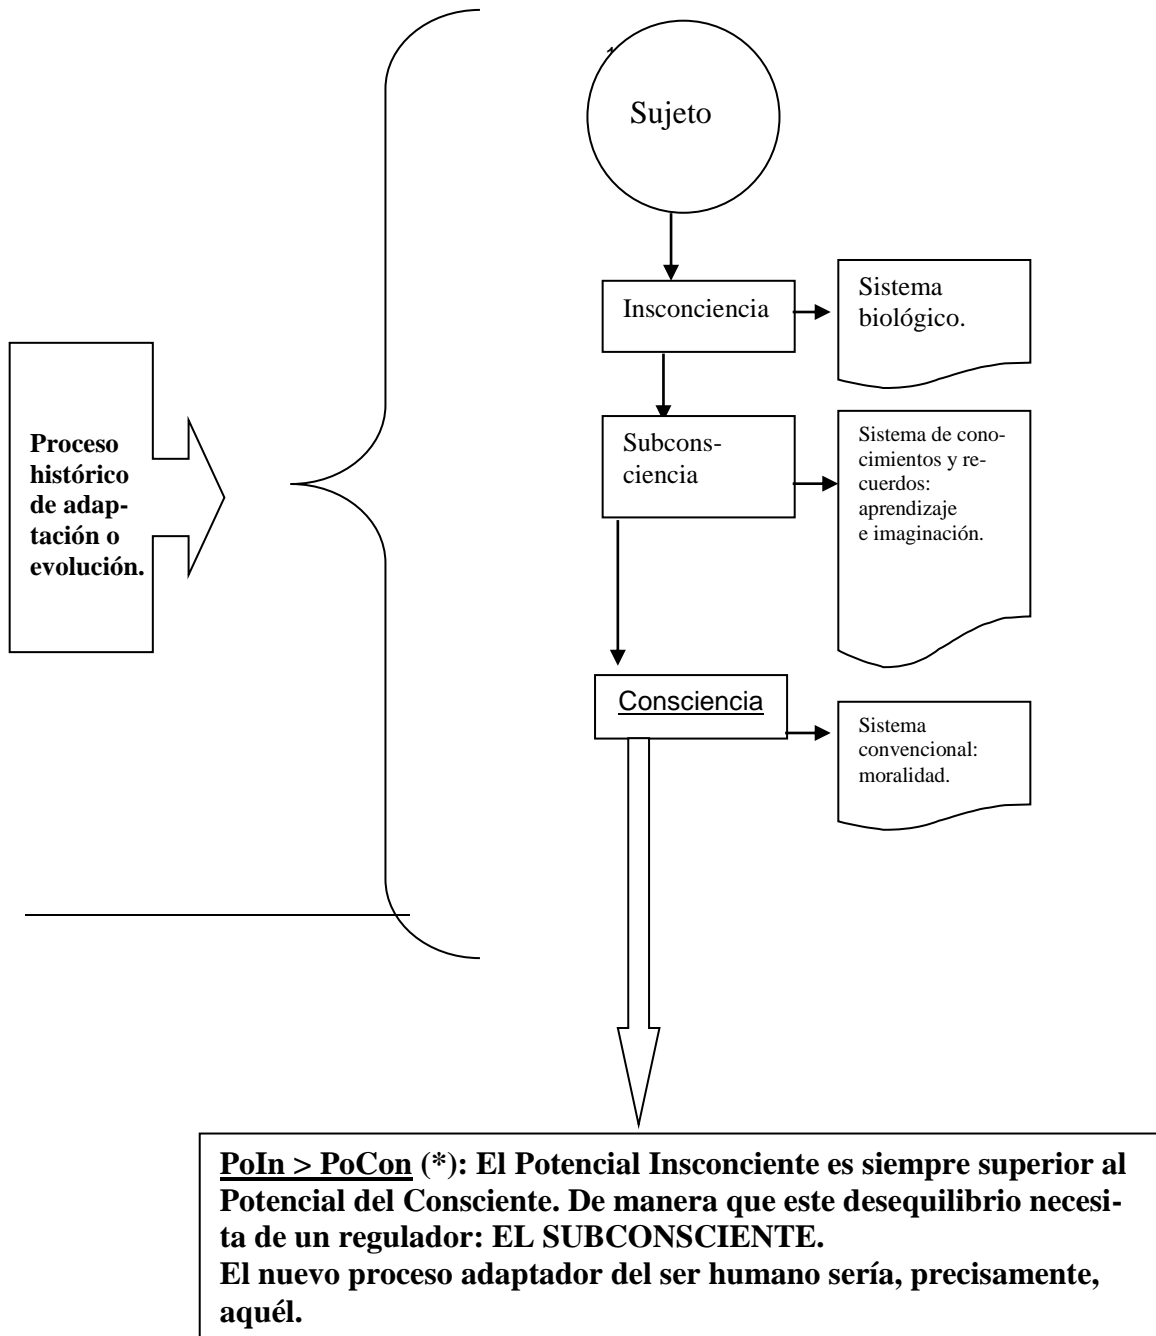 Sujeto
Insconciencia
Sistema
biológico.
Proceso
histórico
de adap-
tación o
evolución.
Subcons-
ciencia
Sistema de cono-
cimientos y re-
cuerdos:
aprendizaje
e imaginación.
Consciencia
Sistema
convencional:
moralidad.
PoIn > PoCon (*): El Potencial Insconciente es siempre superior al
Potencial del Consciente. De manera que este desequilibrio necesi-
ta de un regulador: EL SUBCONSCIENTE.
El nuevo proceso adaptador del ser humano sería, precisamente,
aquél.